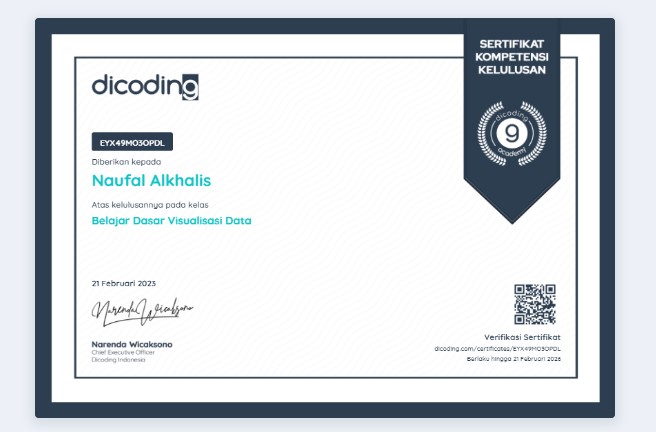 SERTIFIKAT
KOMPETENSI
KELULUSAN
dicoding
dicoding
9
academy
EYX49M03OPDL
Diberikan kepada
Naufal Alkhalis
Atas kelulusannya pada kelas
Belajar Dasar Visualisasi Data
21 Februari 2023
Narenda Wicaksono
Narenda Wicaksono
Chief Executive Officer
Dicoding Indonesia
Verifikasi Sertifikat
dicoding.com/certificates/EYX49M03OPDL
Berlaku hingga 21 Februari 2026